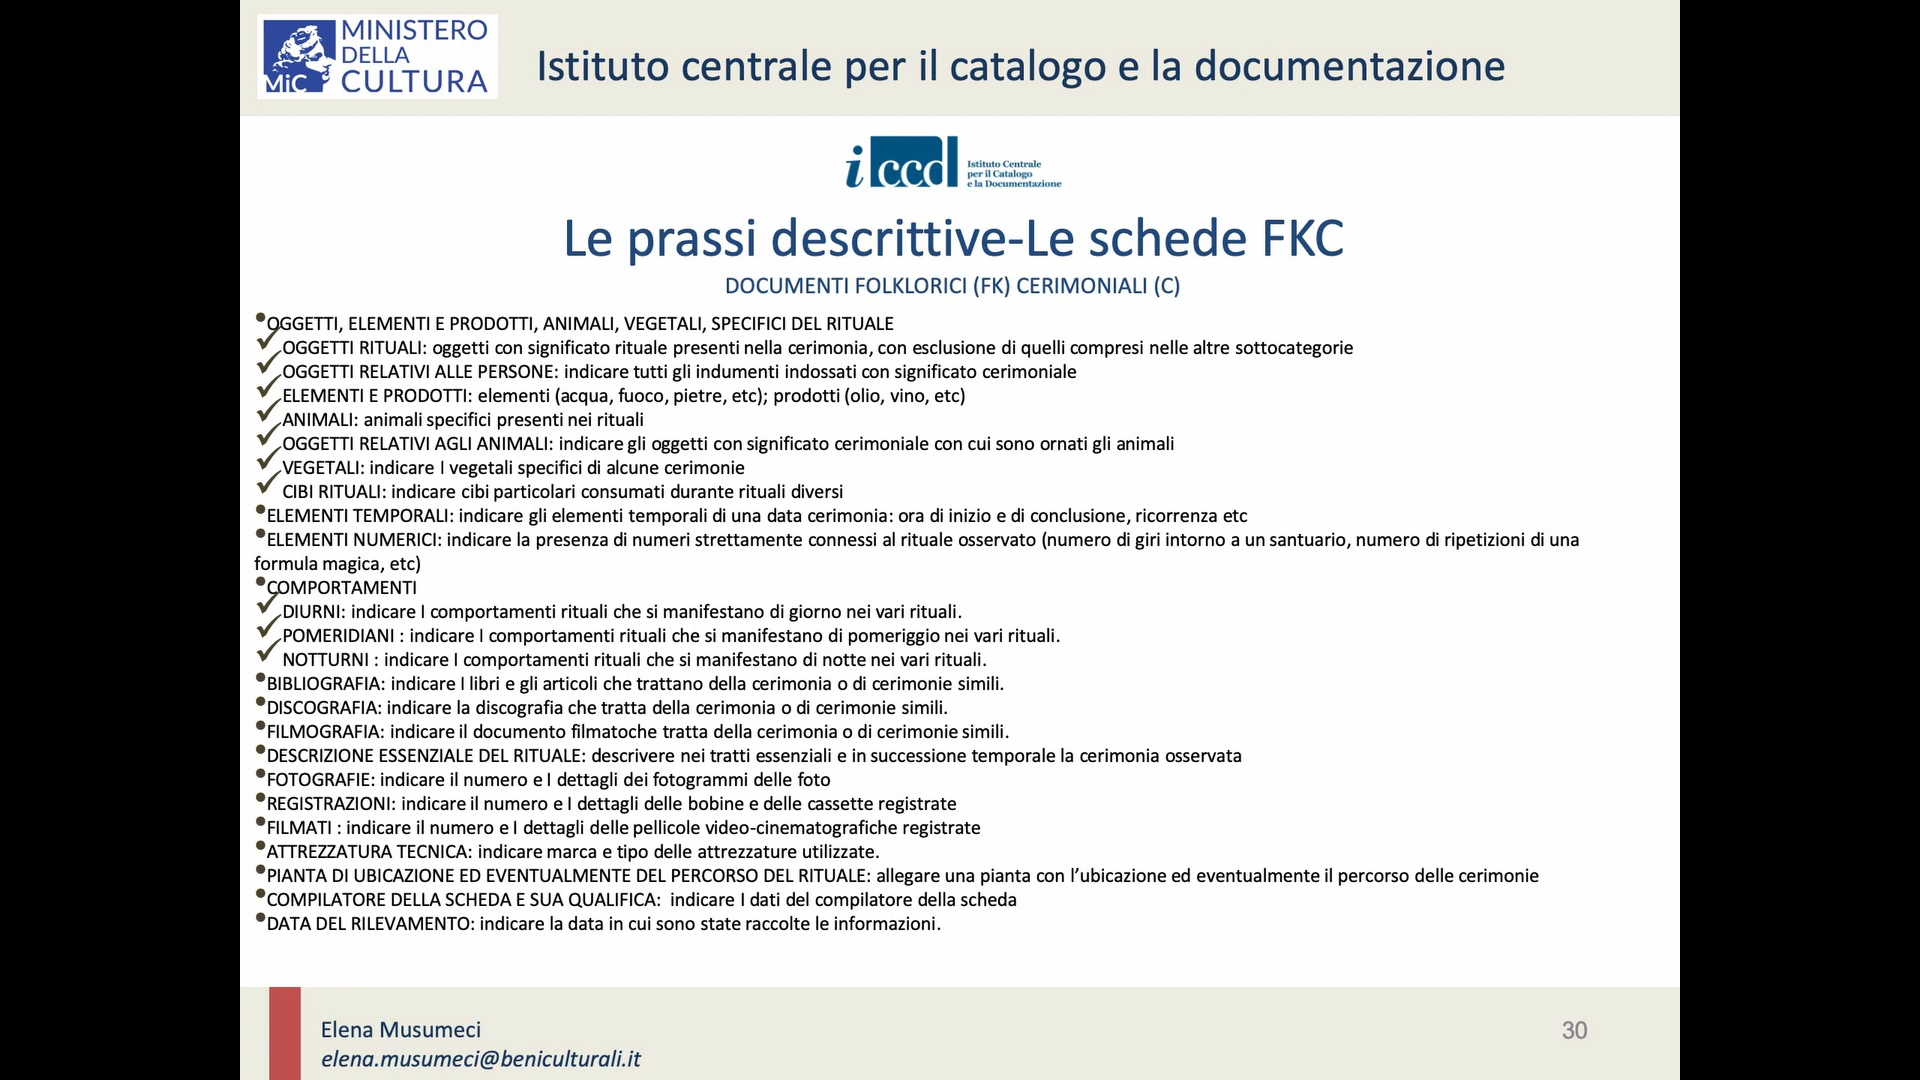 MINISTERO
DELLA
CULTURA
MiC
Istituto centrale per il catalogo e la documentazione
iccd
Istituto Centrale
per il Catalogo
e la Documentazione
Le prassi descrittive-Le schede FKC
DOCUMENTI FOLKLORICI (FK) CERIMONIALI (C)
•OGGETTI, ELEMENTI E PRODOTTI, ANIMALI, VEGETALI, SPECIFICI DEL RITUALE
✓OGGETTI RITUALI: oggetti con significato rituale presenti nella cerimonia, con esclusione di quelli compresi nelle altre sottocategorie
✓OGGETTI RELATIVI ALLE PERSONE: indicare tutti gli indumenti indossati con significato cerimoniale
✓ELEMENTI E PRODOTTI: elementi (acqua, fuoco, pietre, etc); prodotti (olio, vino, etc)
✓ANIMALI: animali specifici presenti nei rituali
✓OGGETTI RELATIVI AGLI ANIMALI: indicare gli oggetti con significato cerimoniale con cui sono ornati gli animali
✓VEGETALI: indicare I vegetali specifici di alcune cerimonie
✓CIBI RITUALI: indicare cibi particolari consumati durante rituali diversi
•ELEMENTI TEMPORALI: indicare gli elementi temporali di una data cerimonia: ora di inizio e di conclusione, ricorrenza etc
•ELEMENTI NUMERICI: indicare la presenza di numeri strettamente connessi al rituale osservato (numero di giri intorno a un santuario, numero di ripetizioni di una
formula magica, etc)
•COMPORTAMENTI
✓DIURNI: indicare I comportamenti rituali che si manifestano di giorno nei vari rituali.
✓POMERIDIANI : indicare I comportamenti rituali che si manifestano di pomeriggio nei vari rituali.
✓NOTTURNI : indicare I comportamenti rituali che si manifestano di notte nei vari rituali.
•BIBLIOGRAFIA: indicare I libri e gli articoli che trattano della cerimonia o di cerimonie simili.
•DISCOGRAFIA: indicare la discografia che tratta della cerimonia o di cerimonie simili.
•FILMOGRAFIA: indicare il documento filmatoche tratta della cerimonia o di cerimonie simili.
•DESCRIZIONE ESSENZIALE DEL RITUALE: descrivere nei tratti essenziali e in successione temporale la cerimonia osservata
•FOTOGRAFIE: indicare il numero e I dettagli dei fotogrammi delle foto
•REGISTRAZIONI: indicare il numero e I dettagli delle bobine e delle cassette registrate
•FILMATI : indicare il numero e I dettagli delle pellicole video-cinematografiche registrate
•ATTREZZATURA TECNICA: indicare marca e tipo delle attrezzature utilizzate.
•PIANTA DI UBICAZIONE ED EVENTUALMENTE DEL PERCORSO DEL RITUALE: allegare una pianta con l’ubicazione ed eventualmente il percorso delle cerimonie
•COMPILATORE DELLA SCHEDA E SUA QUALIFICA: indicare I dati del compilatore della scheda
•DATA DEL RILEVAMENTO: indicare la data in cui sono state raccolte le informazioni.
Elena Musumeci
elena.musumeci@beniculturali.it
30